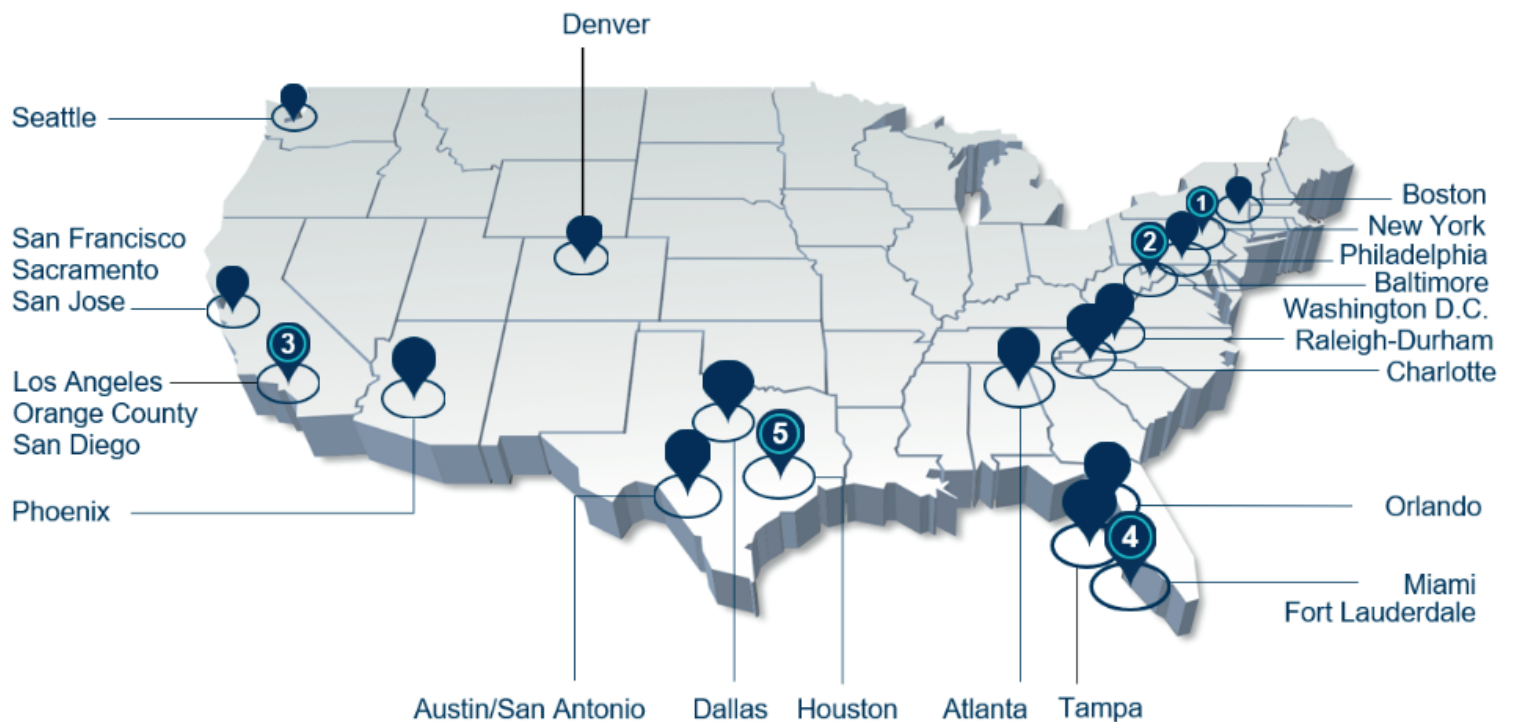 Denver
Seattle
San Francisco
Sacramento
San Jose
3
Los Angeles
Orange County
San Diego
Phoenix
1
2
Boston
New York
Philadelphia
Baltimore
Washington D.C.
Raleigh-Durham
Charlotte
5
4
Orlando
Miami
Fort Lauderdale
Austin/San Antonio
Dallas
Houston
Atlanta
Tampa